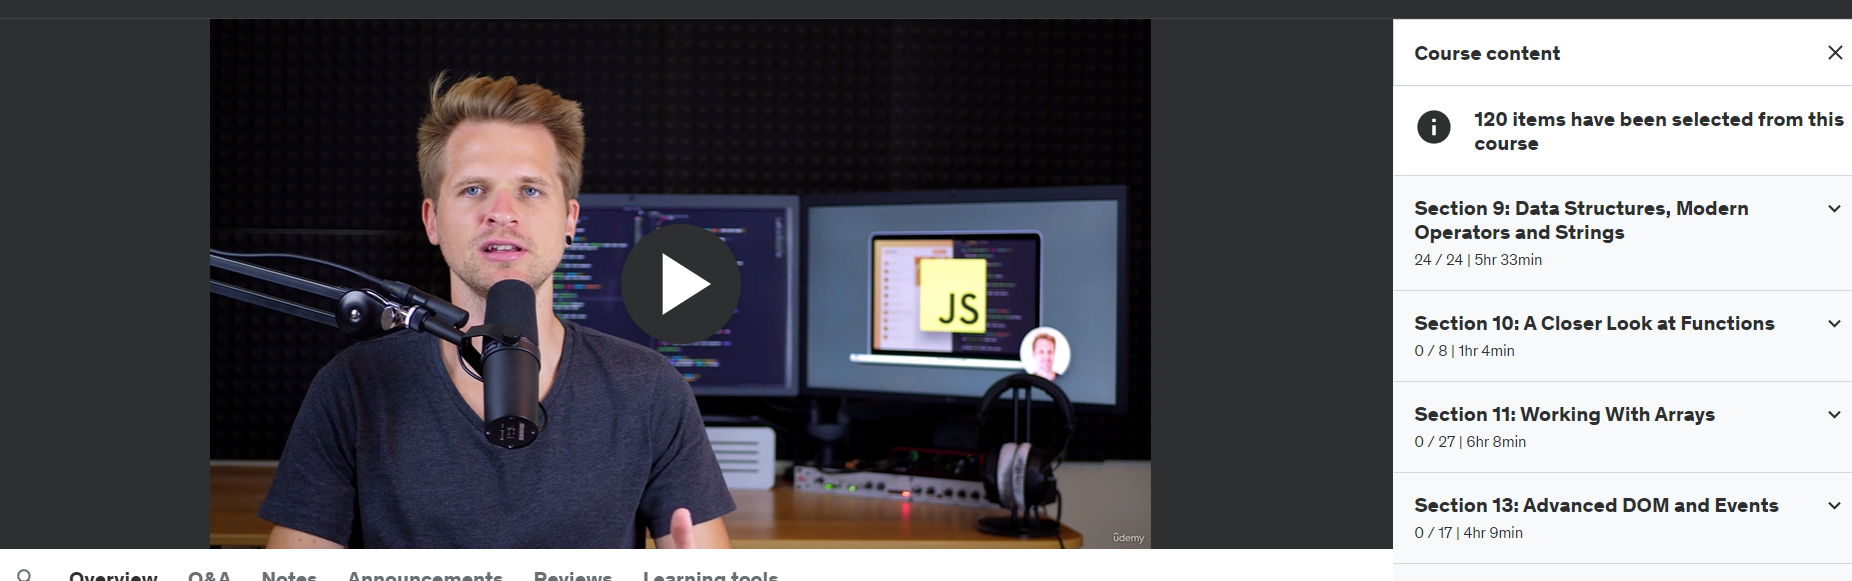 JS
udemy
Course content
120 items have been selected from this
course
Section 9: Data Structures, Modern
Operators and Strings
24 / 24 | 5hr 33min
Section 10: A Closer Look at Functions
0 / 8 | 1hr 4min
Section 11: Working With Arrays
0 / 27 | 6hr 8min
Section 13: Advanced DOM and Events
0 / 17 | 4hr 9min
Overview Q&A Notes Announcements Reviews Learning tools